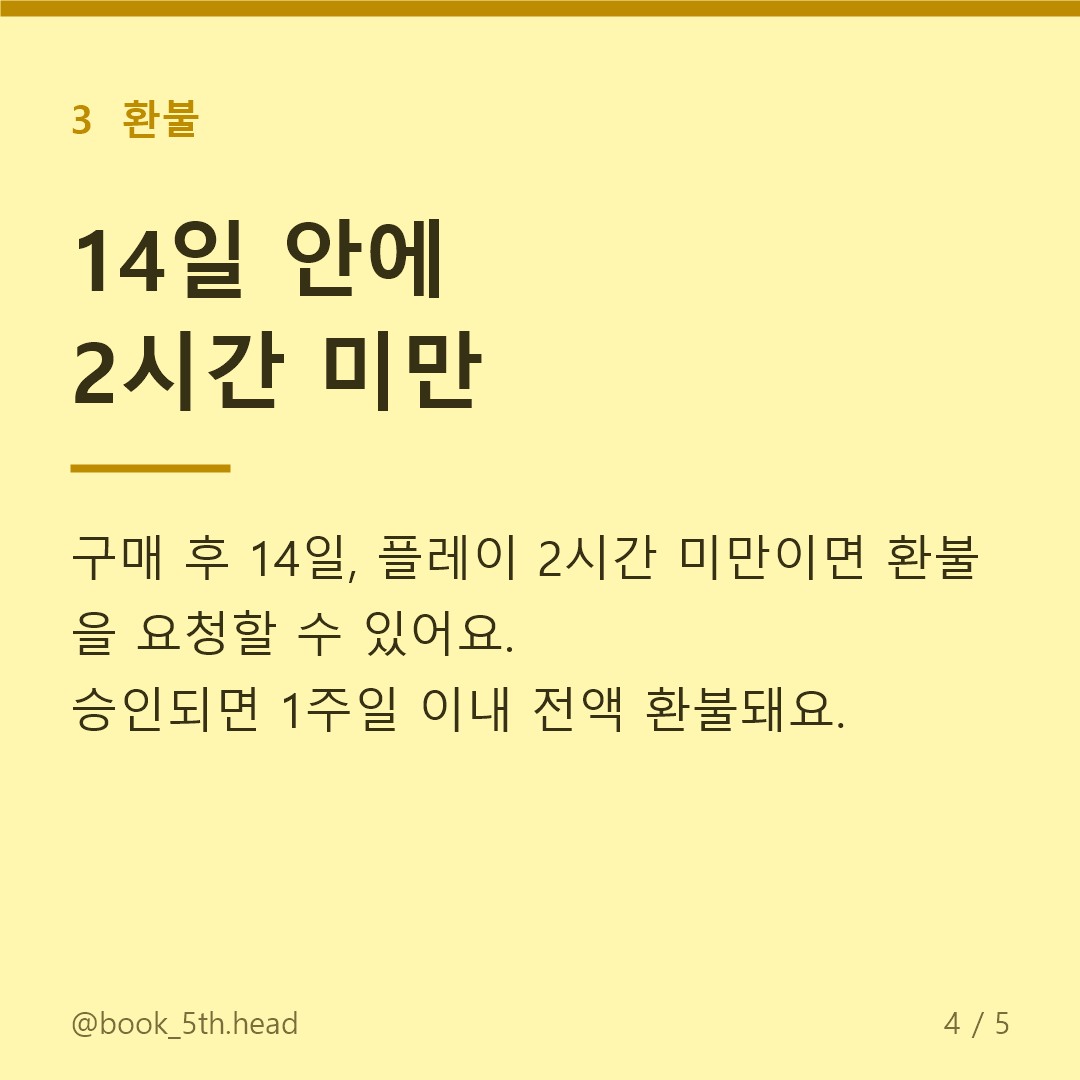 3 환불
14일 안에
2시간 미만
구매 후 14일, 플레이 2시간 미만이면 환불
을 요청할 수 있어요.
승인되면 1주일 이내 전액 환불돼요.
@book_5th.head
4 / 5